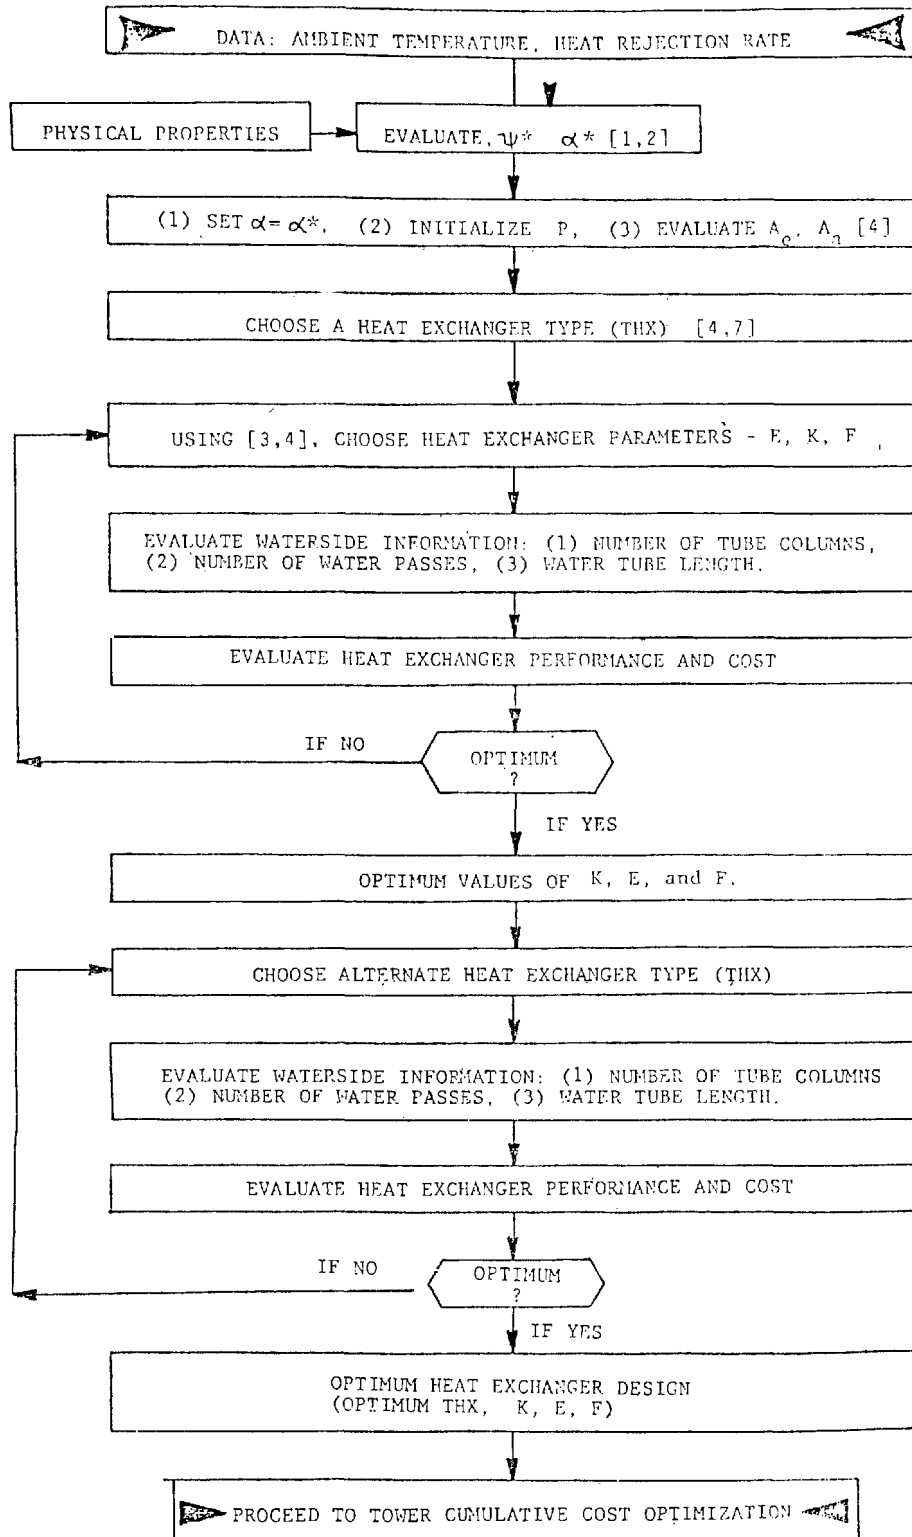 DATA: AMBIENT TEMPERATURE, HEAT REJECTION RATE
PHYSICAL PROPERTIES
EVALUATE, ψ* α* [1,2]
(1) SET α = α*, (2) INITIALIZE P, (3) EVALUATE A_e, A_a [4]
CHOOSE A HEAT EXCHANGER TYPE (THX) [4,7]
USING [3,4], CHOOSE HEAT EXCHANGER PARAMETERS - E, K, F ,
EVALUATE WATERSIDE INFORMATION: (1) NUMBER OF TUBE COLUMNS,
(2) NUMBER OF WATER PASSES, (3) WATER TUBE LENGTH.
EVALUATE HEAT EXCHANGER PERFORMANCE AND COST
IF NO
OPTIMUM
?
IF YES
OPTIMUM VALUES OF K, E, and F.
CHOOSE ALTERNATE HEAT EXCHANGER TYPE (THX)
EVALUATE WATERSIDE INFORMATION: (1) NUMBER OF TUBE COLUMNS
(2) NUMBER OF WATER PASSES, (3) WATER TUBE LENGTH.
EVALUATE HEAT EXCHANGER PERFORMANCE AND COST
IF NO
OPTIMUM
?
IF YES
OPTIMUM HEAT EXCHANGER DESIGN
(OPTIMUM THX, K, E, F)
PROCEED TO TOWER CUMULATIVE COST OPTIMIZATION